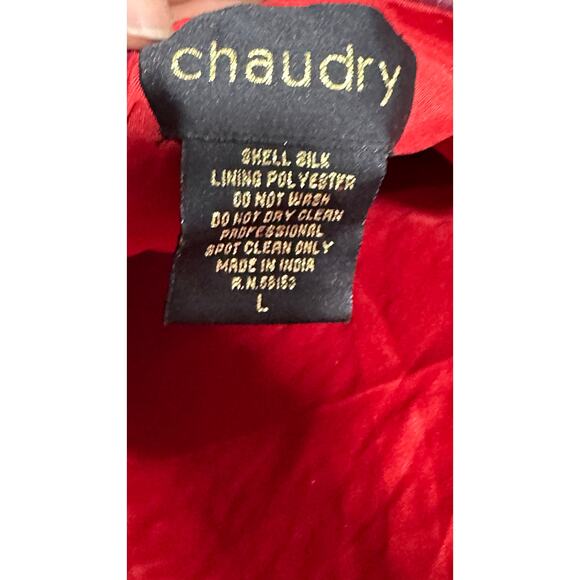 chaudry
SHELL SILK
LINING POLYESTER
DO NOT WASH
DO NOT DRY CLEAN
PROFESSIONAL
SPOT CLEAN ONLY
MADE IN INDIA
R.N.58153
L